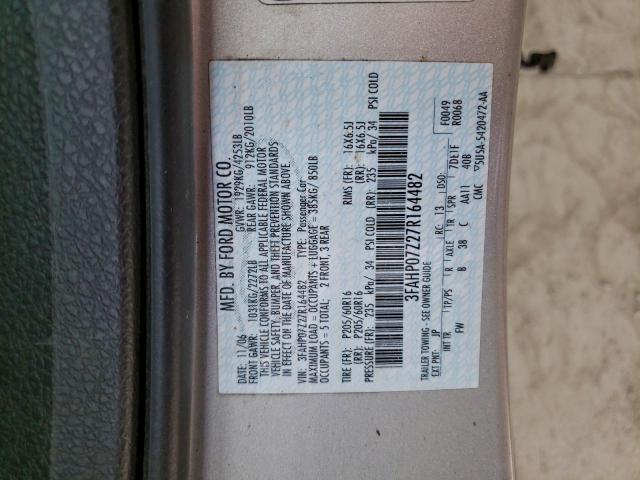 MFD. BY FORD MOTOR CO.
DATE: 11/06 GVWR: 1929KG/4253LB
FRONT GAWR: 1031KG/2272LB REAR GAWR: 912KG/2010LB
THIS VEHICLE CONFORMS TO ALL APPLICABLE FEDERAL MOTOR
VEHICLE SAFETY, BUMPER, AND THEFT PREVENTION STANDARDS
IN EFFECT ON THE DATE OF MANUFACTURE SHOWN ABOVE.
VIN: 3FAHP07Z27R164482 TYPE: Passenger Car
MAXIMUM LOAD = OCCUPANTS + LUGGAGE = 385KG/ 850LB
OCCUPANTS = 5 TOTAL: 2 FRONT, 3 REAR
TIRE (FR): P205/60R16 RIMS (FR): 16X6.5J
(RR): P205/60R16 (RR): 16X6.5J
PRESSURE (FR): 235 kPa/ 34 PSI COLD (RR): 235 kPa/ 34 PSI COLD
3FAHP07Z27R164482
F0049
R0068
TRAILER TOWING - SEE OWNER GUIDE
EXT PNT: JP RC: 13 DSO:
INT TR TP/PS R AXLE TR SPR
FW B 38 C AA11 40B
CMC
5U5A-5420472-AA